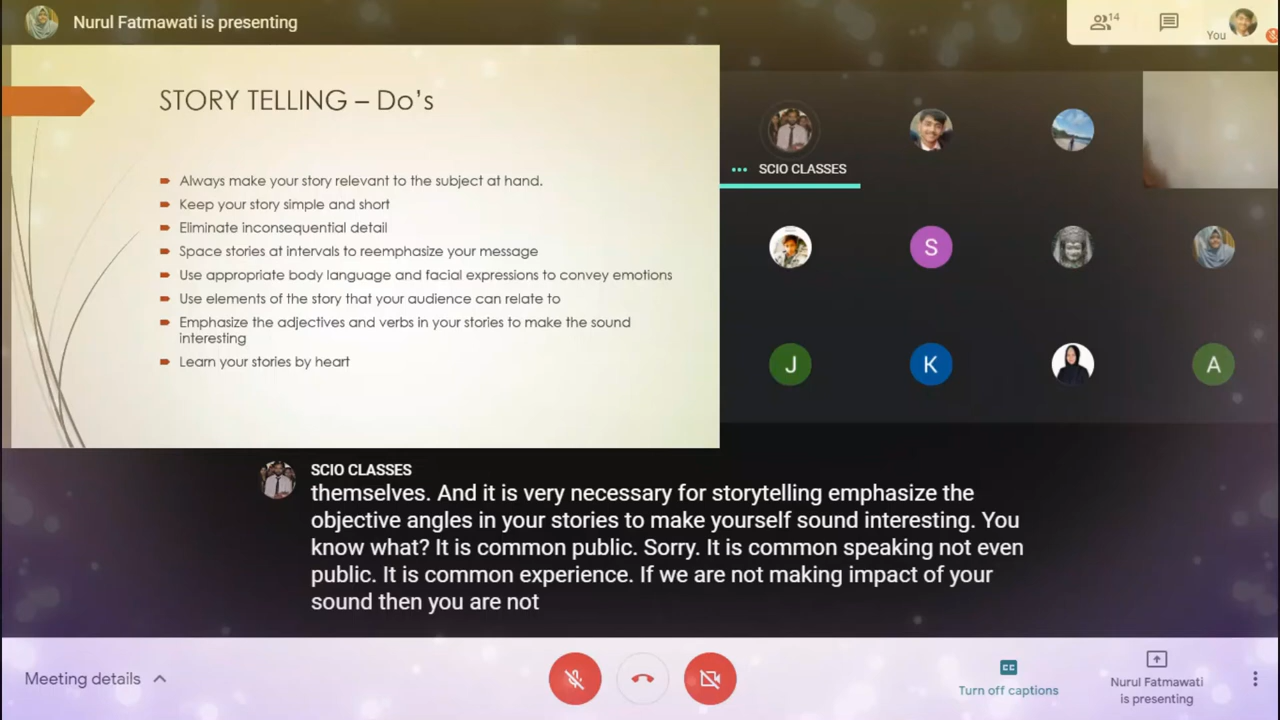 Nurul Fatmawati is presenting
14
You
STORY TELLING – Do's
Always make your story relevant to the subject at hand.
Keep your story simple and short
Eliminate inconsequential detail
Space stories at intervals to reemphasize your message
Use appropriate body language and facial expressions to convey emotions
Use elements of the story that your audience can relate to
Emphasize the adjectives and verbs in your stories to make the sound
interesting
Learn your stories by heart
SCIO CLASSES
S
J
K
A
SCIO CLASSES
themselves. And it is very necessary for storytelling emphasize the
objective angles in your stories to make yourself sound interesting. You
know what? It is common public. Sorry. It is common speaking not even
public. It is common experience. If we are not making impact of your
sound then you are not
Meeting details
CC
Turn off captions
Nurul Fatmawati
is presenting